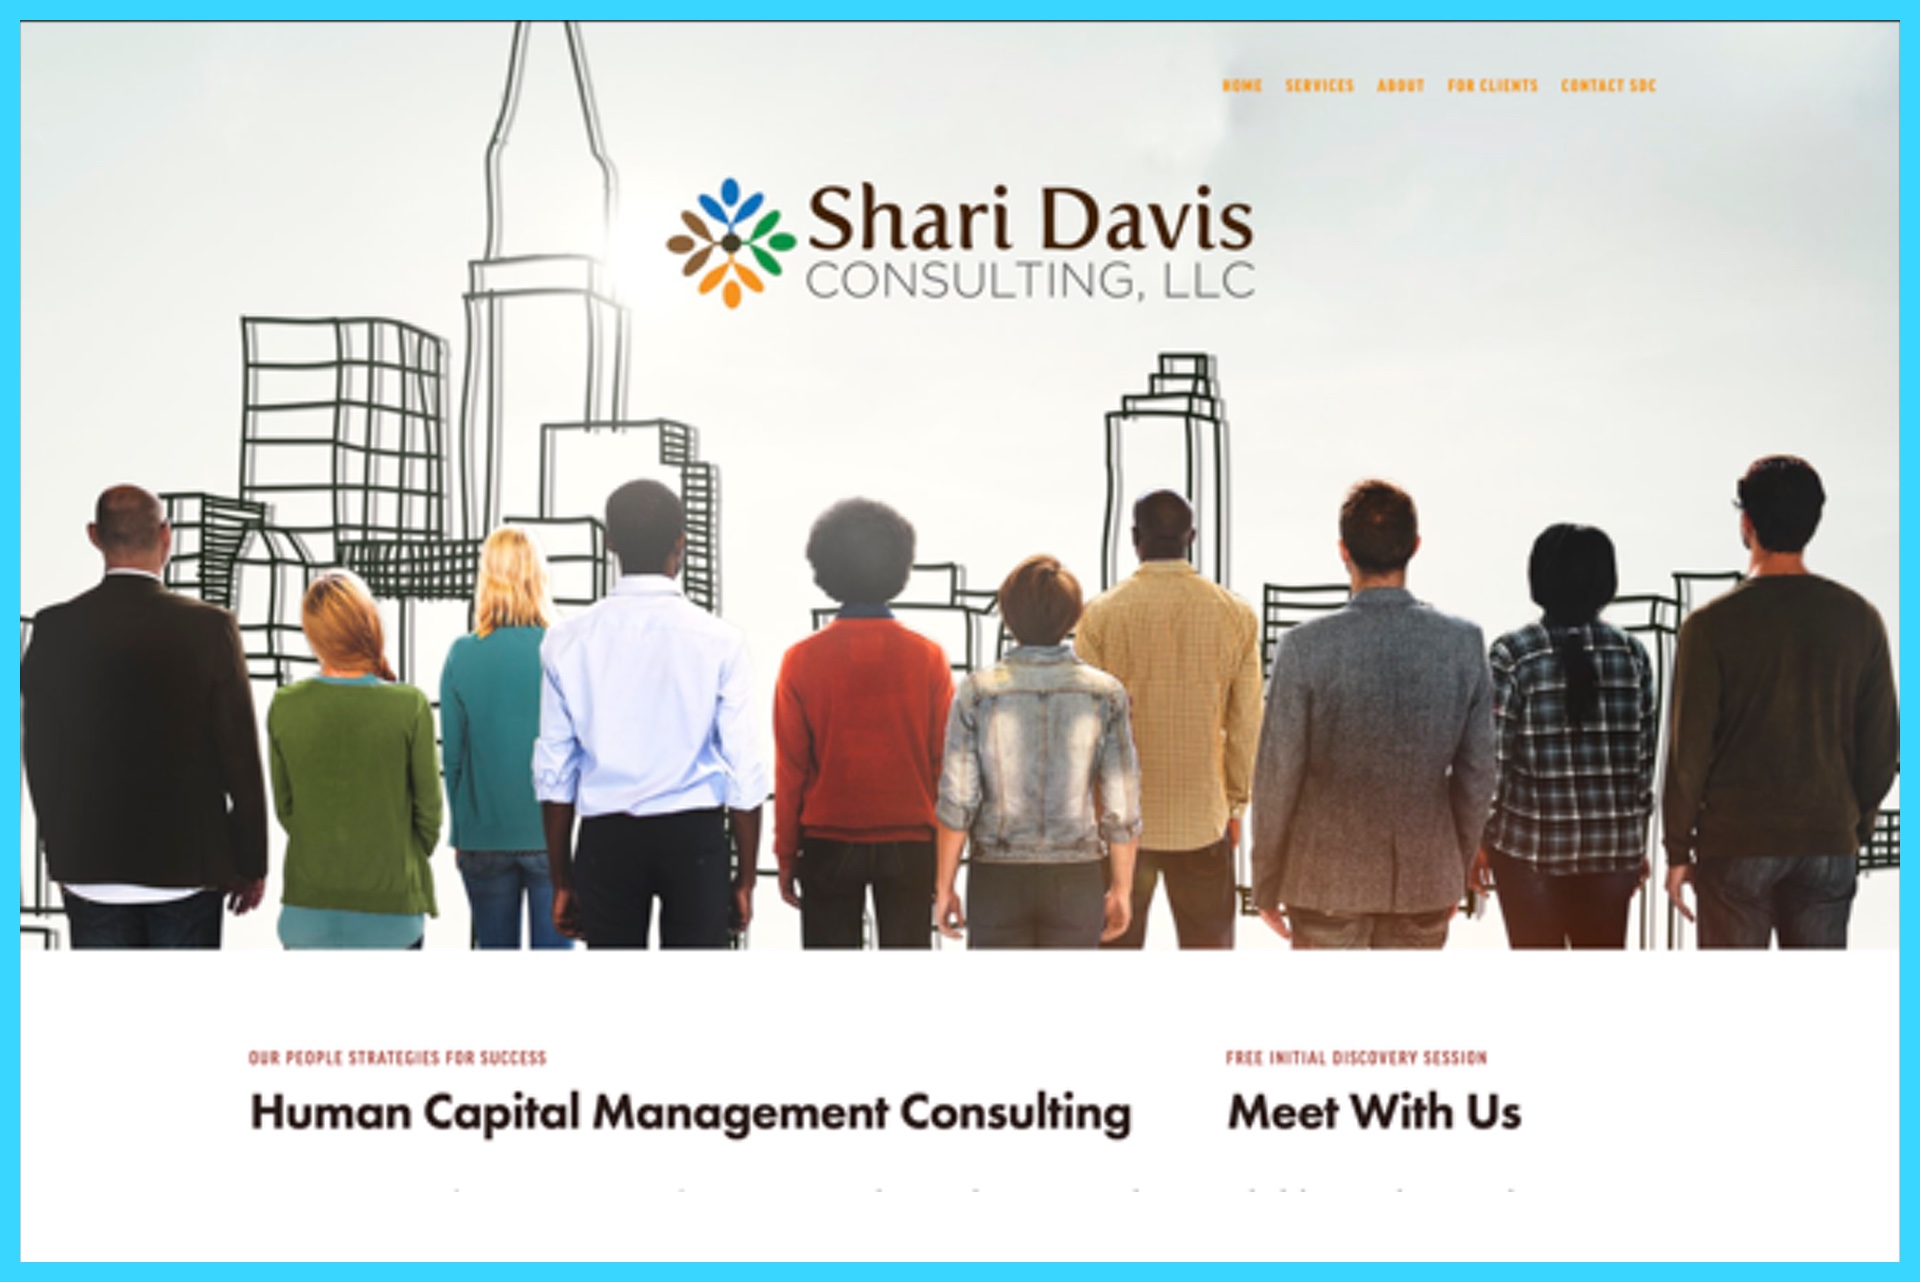 HOME SERVICES ABOUT FOR CLIENTS CONTACT SDC
Shari Davis
CONSULTING, LLC
OUR PEOPLE STRATEGIES FOR SUCCESS
Human Capital Management Consulting
FREE INITIAL DISCOVERY SESSION
Meet With Us